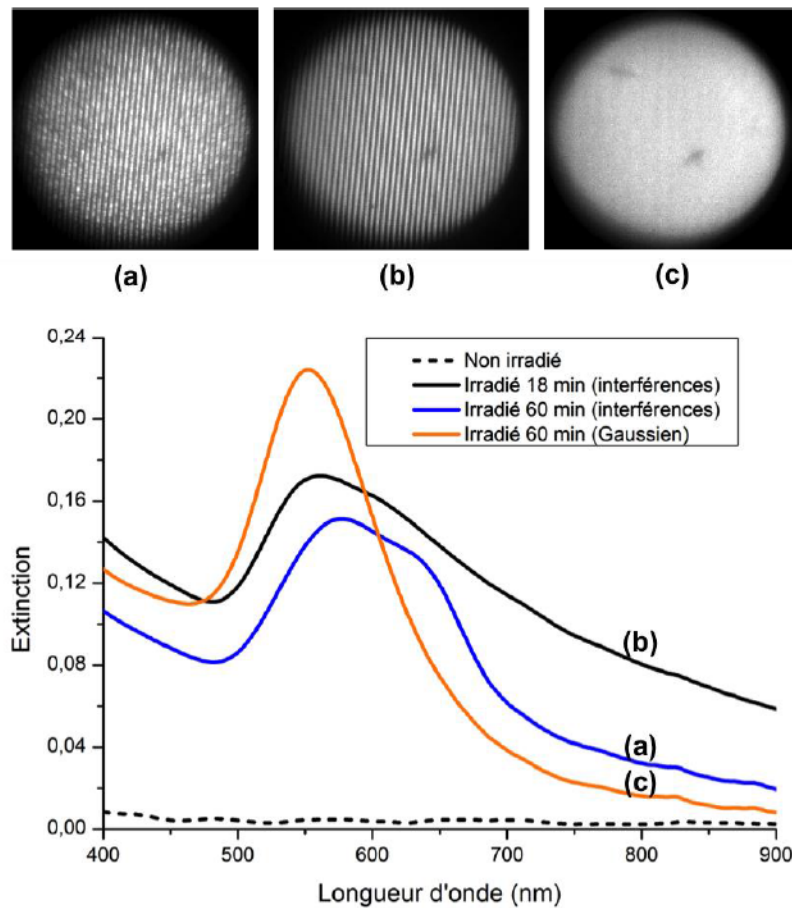 (a)
(b)
(c)
Extinction
0,24
0,20
0,16
0,12
0,08
0,04
0,00
Non irradié
Irradié 18 min (interférences)
Irradié 60 min (interférences)
Irradié 60 min (Gaussien)
(b)
(a)
(c)
400 500 600 700 800 900
Longueur d'onde (nm)